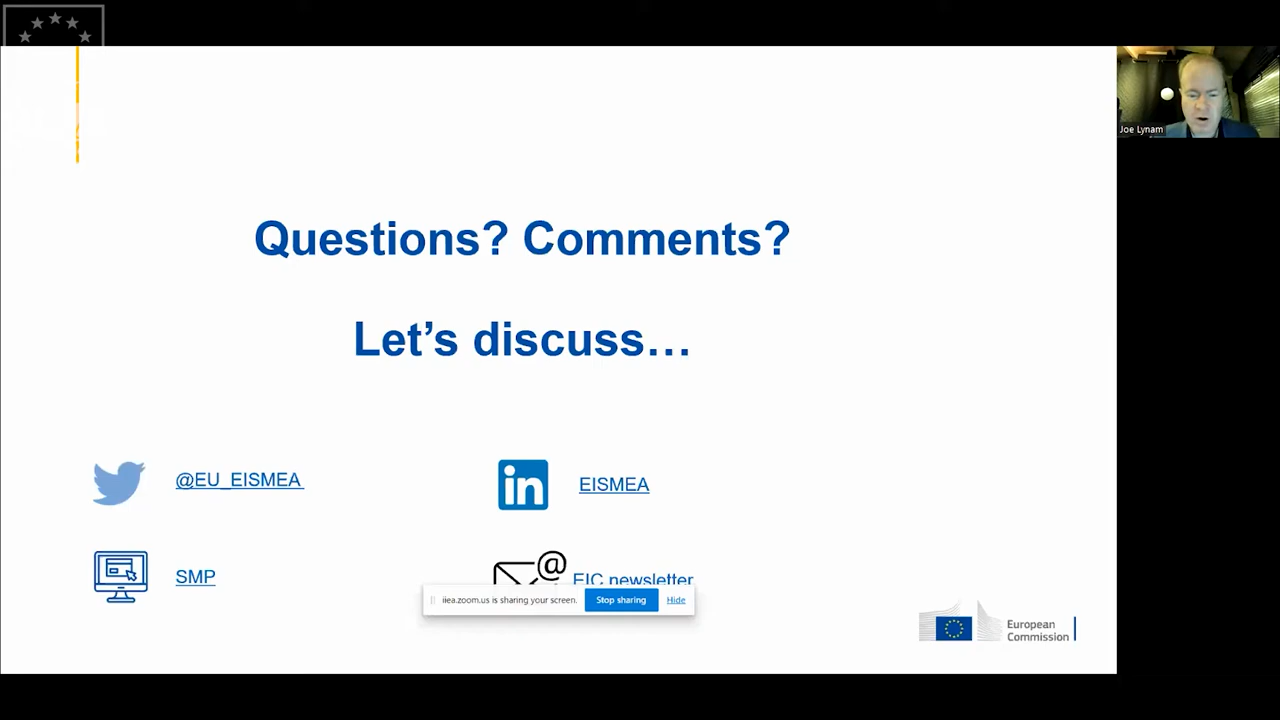 Joe Lynam
Questions? Comments?
Let's discuss…
@EU_EISMEA
in
EISMEA
SMP
@
EIC newsletter
iiea.zoom.us is sharing your screen.
Stop sharing
Hide
European
Commission